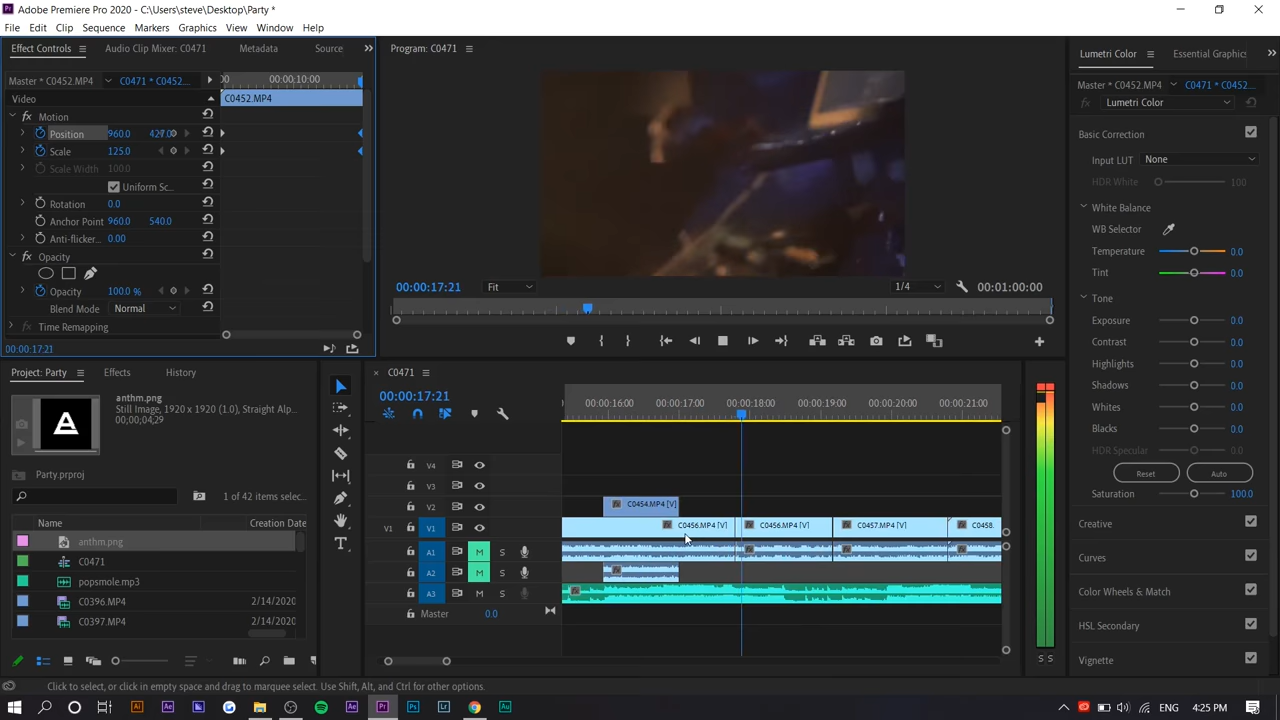 Adobe Premiere Pro 2020 - C:\Users\steve\Desktop\Party *
File Edit Clip Sequence Markers Graphics View Window Help
Effect Controls Audio Clip Mixer: C0471 Metadata Source
Program: C0471
Lumetri Color Essential Graphics
Master * C0452.MP4 C0471 * C0452....
:00 00:00:10:00
Master * C0452.MP4 C0471 * C0452....
Video
C0452.MP4
Lumetri Color
Motion
Position 960.0
Scale 125.0
Scale Width 100.0
Uniform Sc...
Rotation 0.0
Anchor Point 960.0 540.0
Anti-flicker... 0.00
Opacity
Opacity 100.0 %
Blend Mode Normal
Time Remapping
00:00:17:21
00:00:17:21 Fit 1/4 00:01:00:00
Basic Correction
Input LUT None
HDR White 100
White Balance
WB Selector
Temperature 0.0
Tint 0.0
Tone
Exposure 0.0
Contrast 0.0
Highlights 0.0
Shadows 0.0
Whites 0.0
Blacks 0.0
HDR Specular 0.0
Reset Auto
Saturation 100.0
Creative
Curves
Color Wheels & Match
HSL Secondary
Vignette
Project: Party Effects History
anthm.png
Still Image, 1920 x 1920 (1.0), Straight Alp...
00;00;04;29
Party.prproj
1 of 42 items selec...
Name Creation Date
anthm.png
C0471
popsmole.mp3
C0396.MP4 2/14/2020
C0397.MP4 2/14/2020
C0471
00:00:17:21
00:00:16:00 00:00:17:00 00:00:18:00 00:00:19:00 00:00:20:00 00:00:21:00
V4
V3
V2 C0454.MP4 [V]
V1 V1 C0456.MP4 [V] C0456.MP4 [V] C0457.MP4 [V] C0458.
A1 M S
A2 M S
A3 M S
Master 0.0
S S
Click to select, or click in empty space and drag to marquee select. Use Shift, Alt, and Ctrl for other options.
Ai Ae Ae Pr Ps Lr Au
ENG 4:25 PM